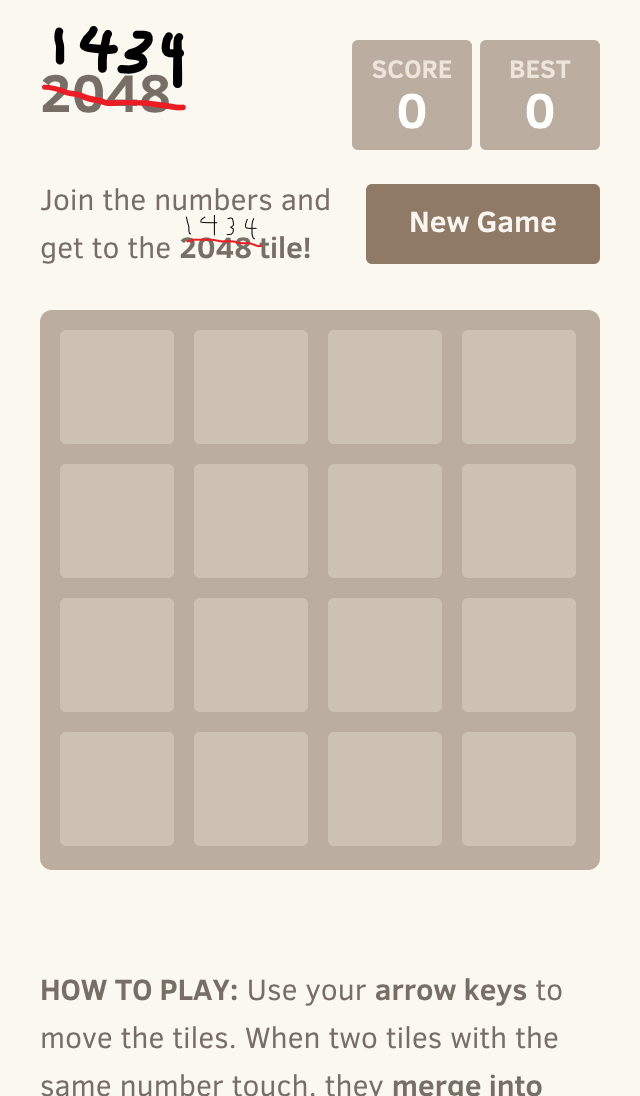 1434
2048
SCORE
0
BEST
0
Join the numbers and
1434
get to the 2048 tile!
New Game
HOW TO PLAY: Use your arrow keys to
move the tiles. When two tiles with the
same number touch, they merge into